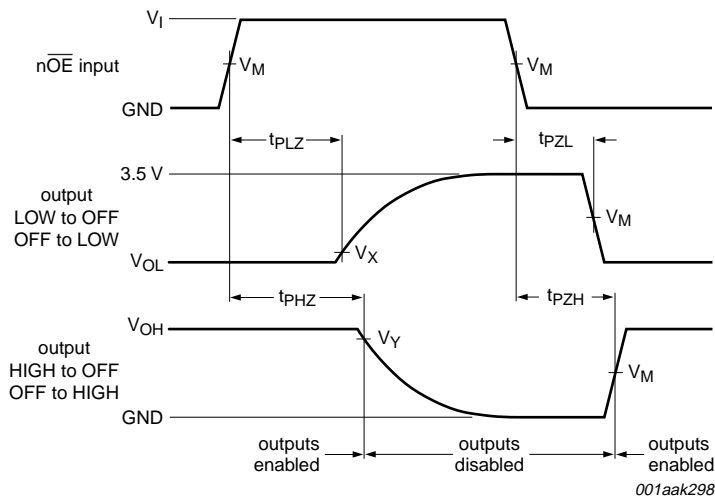 VI
nOE input
VM
VM
GND
tPLZ
tPZL
3.5 V
output
LOW to OFF
OFF to LOW
VM
VX
VOL
tPHZ
tPZH
VOH
VY
output
HIGH to OFF
OFF to HIGH
VM
GND
outputs
enabled
outputs
disabled
outputs
enabled
001aak298